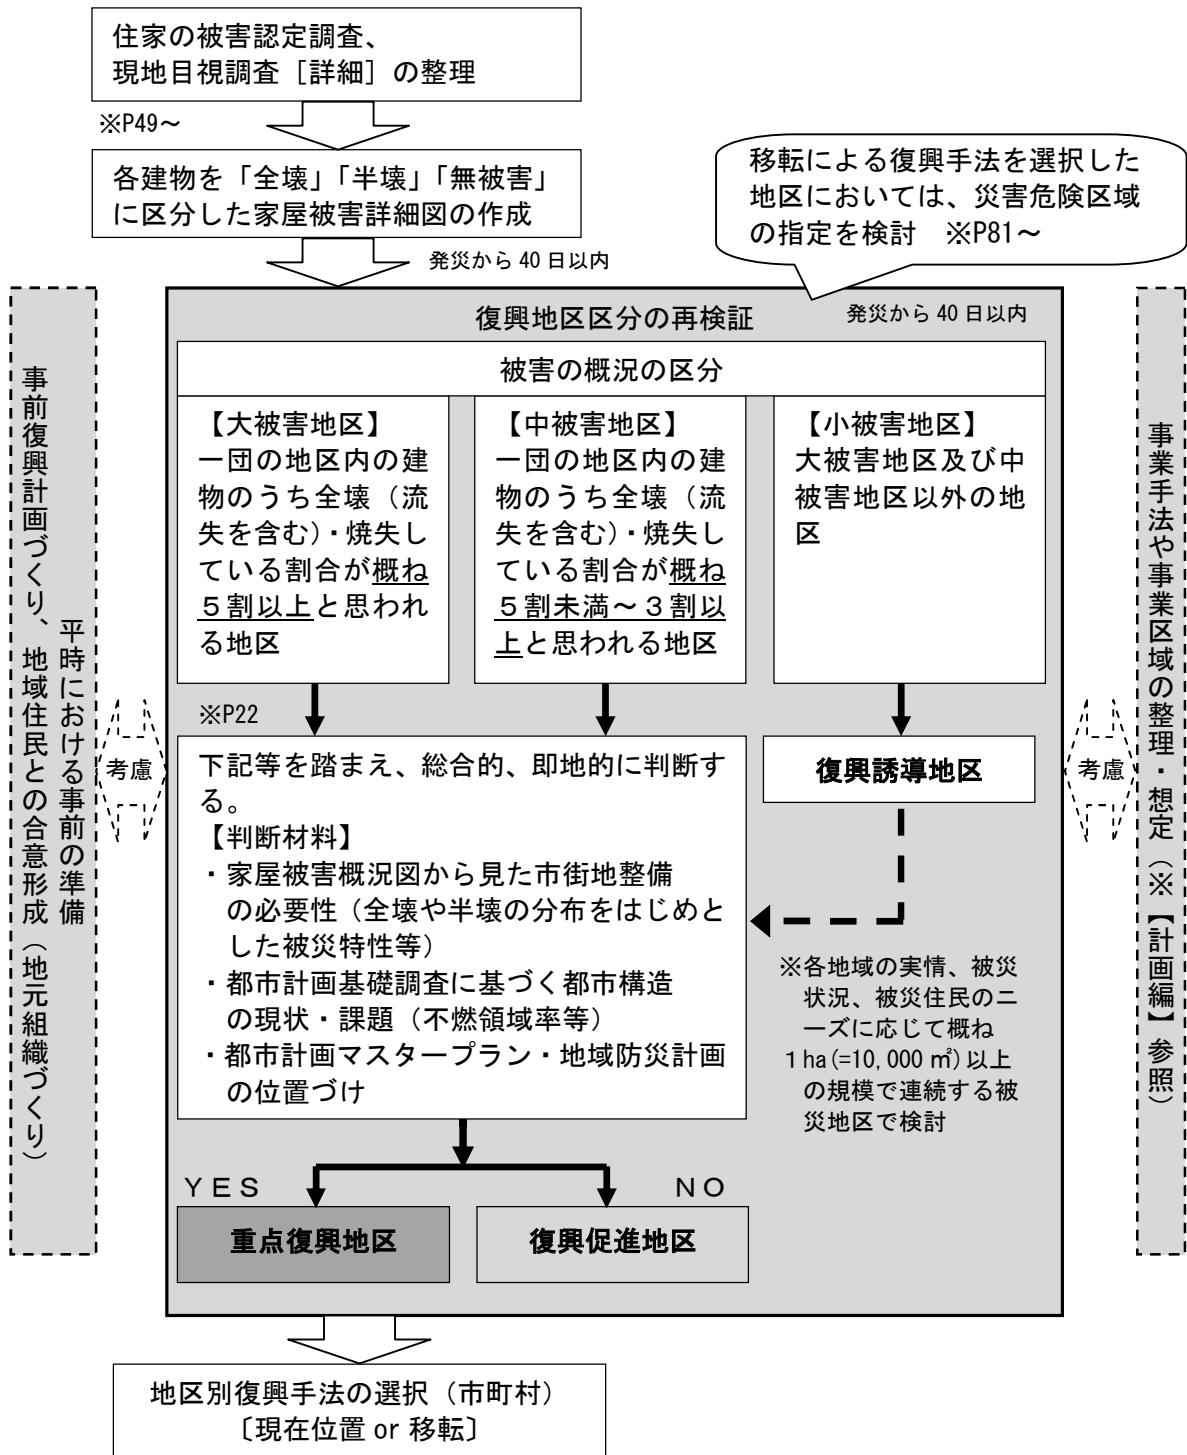 住家の被害認定調査、
現地目視調査［詳細］の整理
※P49～
各建物を「全壊」「半壊」「無被害」
に区分した家屋被害詳細図の作成
発災から 40 日以内
移転による復興手法を選択した
地区においては、災害危険区域
の指定を検討　※P81～
平時における事前の準備
事前復興計画づくり、地域住民との合意形成（地元組織づくり）
考慮
復興地区区分の再検証
発災から 40 日以内
被害の概況の区分
【大被害地区】
一団の地区内の建
物のうち全壊（流
失を含む）・焼失し
ている割合が概ね
５割以上と思われ
る地区
【中被害地区】
一団の地区内の建
物のうち全壊（流
失を含む）・焼失し
ている割合が概ね
５割未満～３割以
上と思われる地区
【小被害地区】
大被害地区及び中
被害地区以外の地
区
※P22
下記等を踏まえ、総合的、即地的に判断す
る。
【判断材料】
・家屋被害概況図から見た市街地整備
の必要性（全壊や半壊の分布をはじめと
した被災特性等）
・都市計画基礎調査に基づく都市構造
の現状・課題（不燃領域率等）
・都市計画マスタープラン・地域防災計画
の位置づけ
復興誘導地区
※各地域の実情、被災
状況、被災住民のニ
ーズに応じて概ね
１ha(=10,000 ㎡)以上
の規模で連続する被
災地区で検討
ＹＥＳ
ＮＯ
重点復興地区
復興促進地区
考慮
事業手法や事業区域の整理・想定（※【計画編】参照）
地区別復興手法の選択（市町村）
〔現在位置 or 移転〕